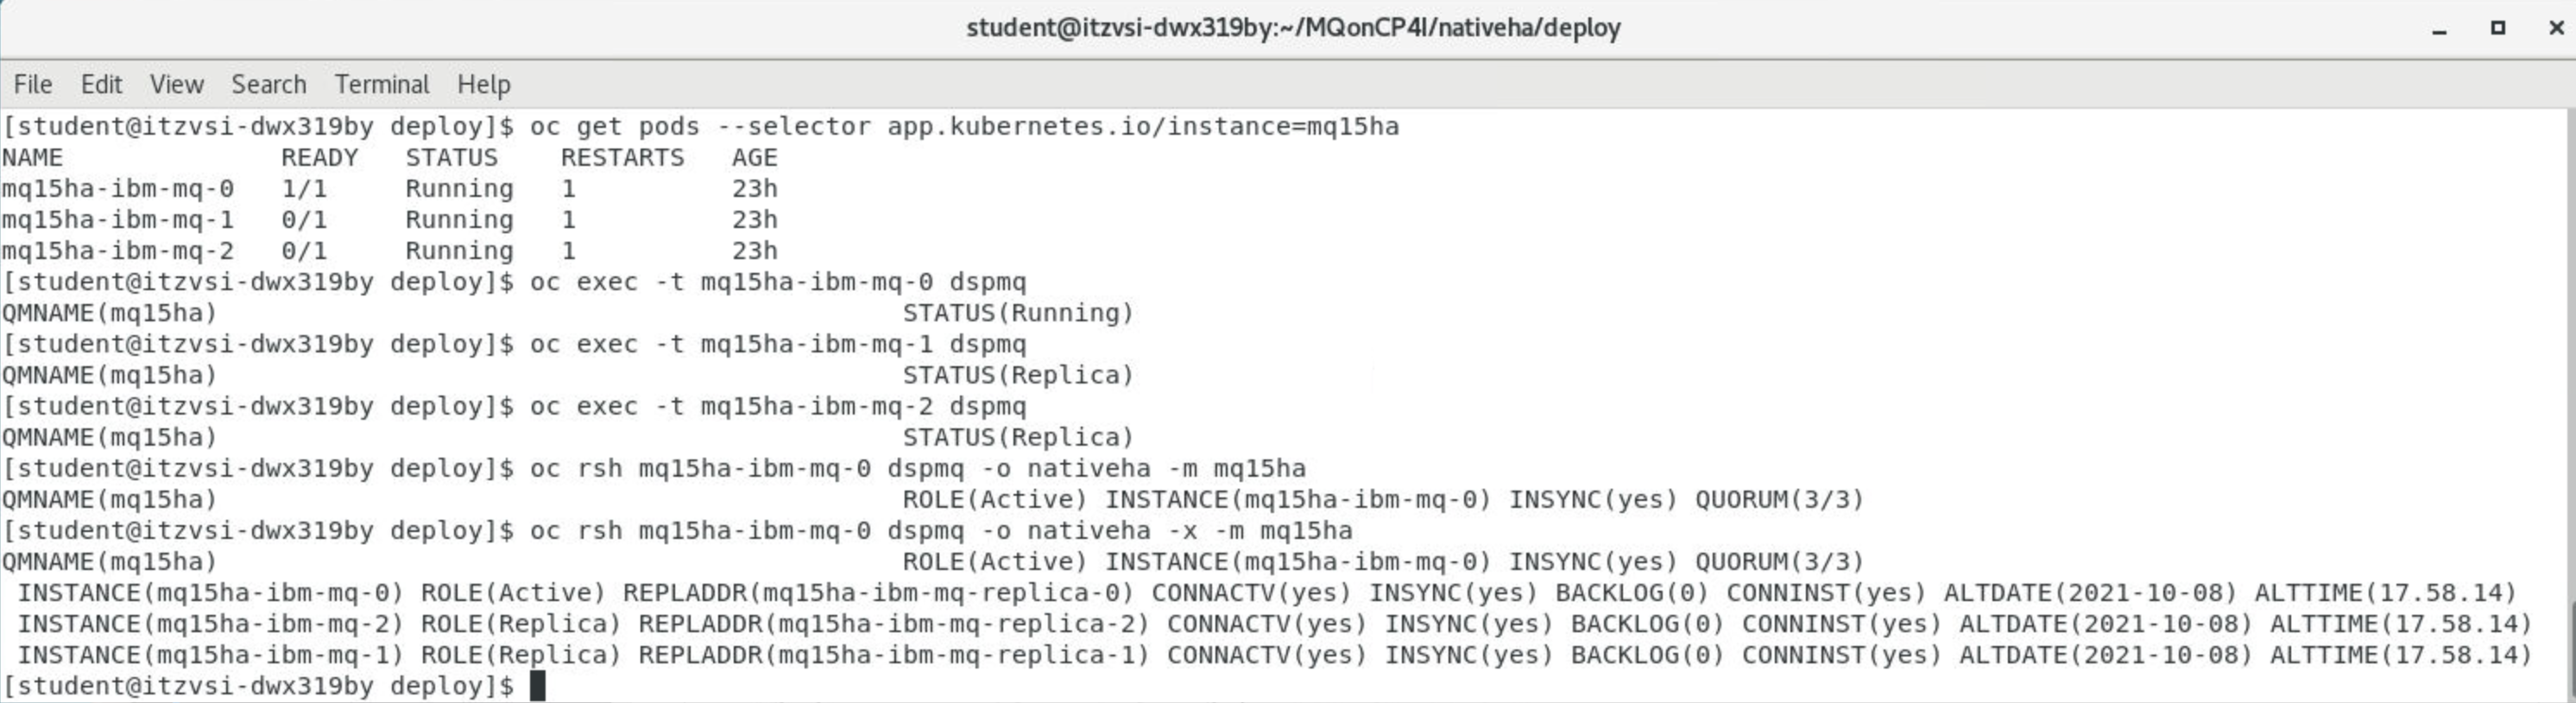 student@itzvsi-dwx319by:~/MQonCP4I/nativeha/deploy
File Edit View Search Terminal Help
[student@itzvsi-dwx319by deploy]$ oc get pods --selector app.kubernetes.io/instance=mq15ha
NAME READY STATUS RESTARTS AGE
mq15ha-ibm-mq-0 1/1 Running 1 23h
mq15ha-ibm-mq-1 0/1 Running 1 23h
mq15ha-ibm-mq-2 0/1 Running 1 23h
[student@itzvsi-dwx319by deploy]$ oc exec -t mq15ha-ibm-mq-0 dspmq
QMNAME(mq15ha) STATUS(Running)
[student@itzvsi-dwx319by deploy]$ oc exec -t mq15ha-ibm-mq-1 dspmq
QMNAME(mq15ha) STATUS(Replica)
[student@itzvsi-dwx319by deploy]$ oc exec -t mq15ha-ibm-mq-2 dspmq
QMNAME(mq15ha) STATUS(Replica)
[student@itzvsi-dwx319by deploy]$ oc rsh mq15ha-ibm-mq-0 dspmq -o nativeha -m mq15ha
QMNAME(mq15ha) ROLE(Active) INSTANCE(mq15ha-ibm-mq-0) INSYNC(yes) QUORUM(3/3)
[student@itzvsi-dwx319by deploy]$ oc rsh mq15ha-ibm-mq-0 dspmq -o nativeha -x -m mq15ha
QMNAME(mq15ha) ROLE(Active) INSTANCE(mq15ha-ibm-mq-0) INSYNC(yes) QUORUM(3/3)
INSTANCE(mq15ha-ibm-mq-0) ROLE(Active) REPLADDR(mq15ha-ibm-mq-replica-0) CONNACTV(yes) INSYNC(yes) BACKLOG(0) CONNINST(yes) ALTDATE(2021-10-08) ALTTIME(17.58.14)
INSTANCE(mq15ha-ibm-mq-2) ROLE(Replica) REPLADDR(mq15ha-ibm-mq-replica-2) CONNACTV(yes) INSYNC(yes) BACKLOG(0) CONNINST(yes) ALTDATE(2021-10-08) ALTTIME(17.58.14)
INSTANCE(mq15ha-ibm-mq-1) ROLE(Replica) REPLADDR(mq15ha-ibm-mq-replica-1) CONNACTV(yes) INSYNC(yes) BACKLOG(0) CONNINST(yes) ALTDATE(2021-10-08) ALTTIME(17.58.14)
[student@itzvsi-dwx319by deploy]$